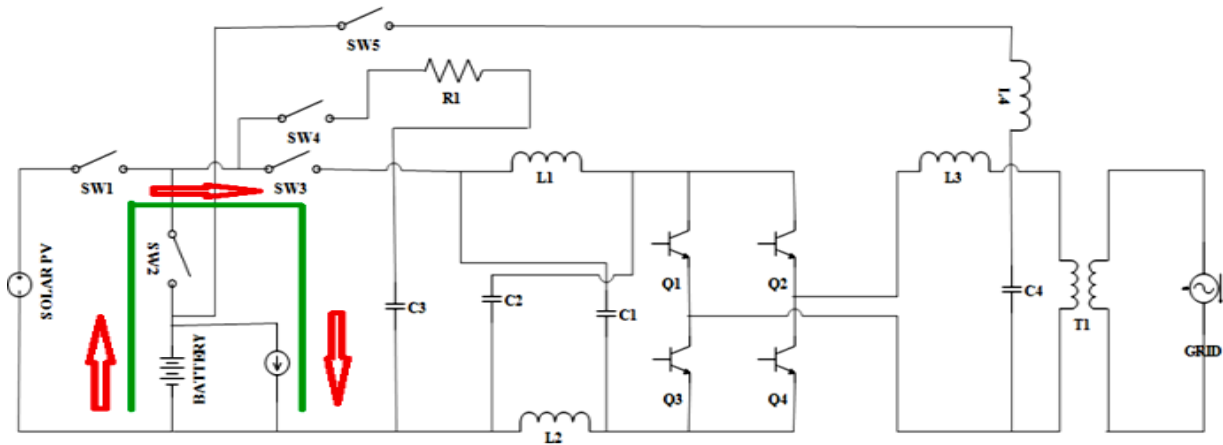 SW5
R1
L4
SW4
SW1
SW3
L1
L3
SW2
SOLAR PV
Q1
Q2
C3
C2
C1
C4
T1
BATTERY
GRID
Q3
Q4
L2